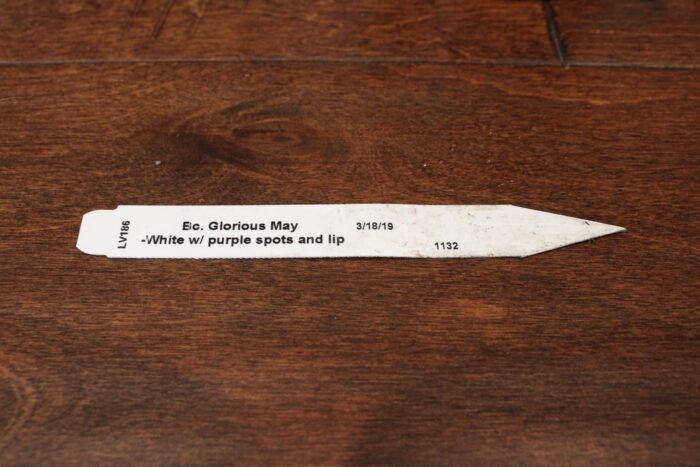 LV186
Bc. Glorious May 3/18/19
-White w/ purple spots and lip
1132